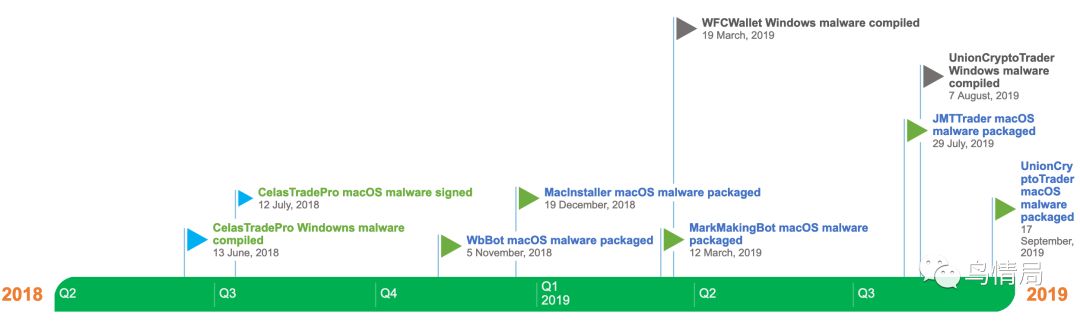 WFCWallet Windows malware compiled
19 March, 2019
UnionCryptoTrader
Windows malware
compiled
7 August, 2019
JMTTrader macOS
malware packaged
29 July, 2019
UnionCry
ptoTrader
macOS
malware
packaged
17
September,
2019
CelasTradePro macOS malware signed
12 July, 2018
MacInstaller macOS malware packaged
19 December, 2018
CelasTradePro Windowns malware
compiled
13 June, 2018
WbBot macOS malware packaged
5 November, 2018
MarkMakingBot macOS malware
packaged
12 March, 2019
2018
Q2
Q3
Q4
Q1
2019
Q2
Q3
鸟情局
2019